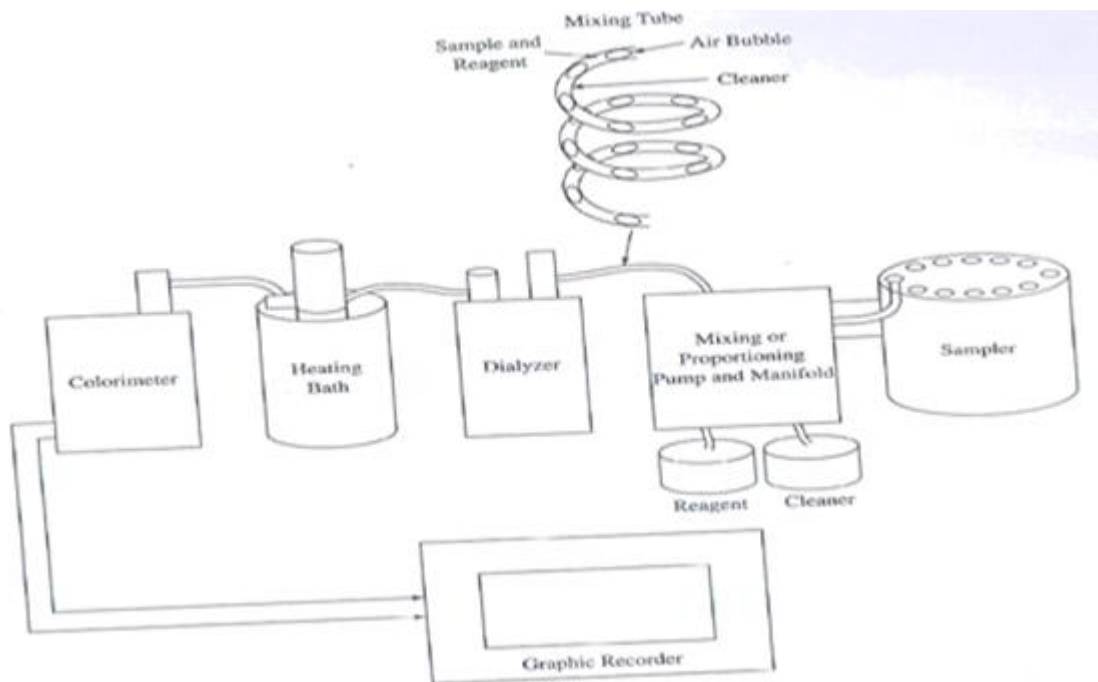 Mixing Tube
Sample and
Reagent
Air Bubble
Cleaner
Colorimeter
Heating
Bath
Dialyzer
Mixing or
Proportioning
Pump and Manifold
Sampler
Reagent
Cleaner
Graphic Recorder